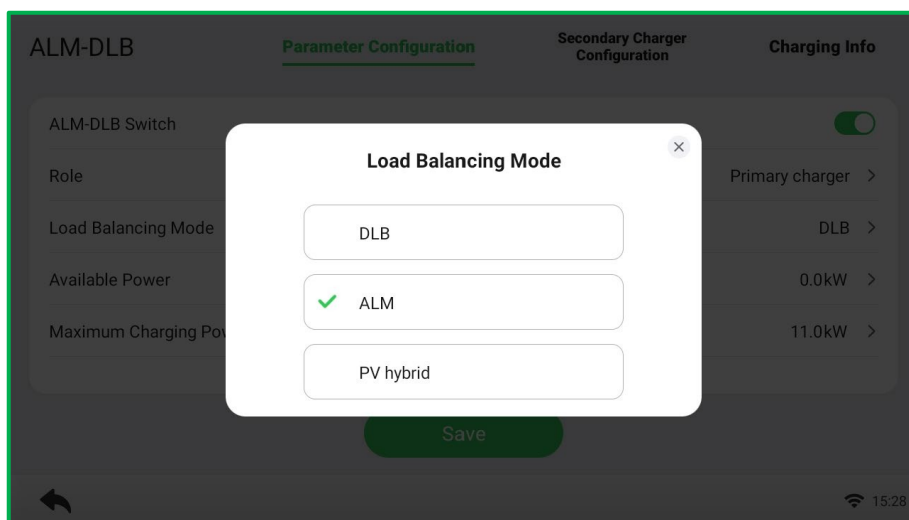 ALM-DLB
Parameter Configuration
Secondary Charger
Configuration
Charging Info
ALM-DLB Switch
Role
Primary charger
Load Balancing Mode
DLB
Available Power
0.0kW
Maximum Charging
11.0kW
Load Balancing Mode
DLB
ALM
PV hybrid
Save
15:28